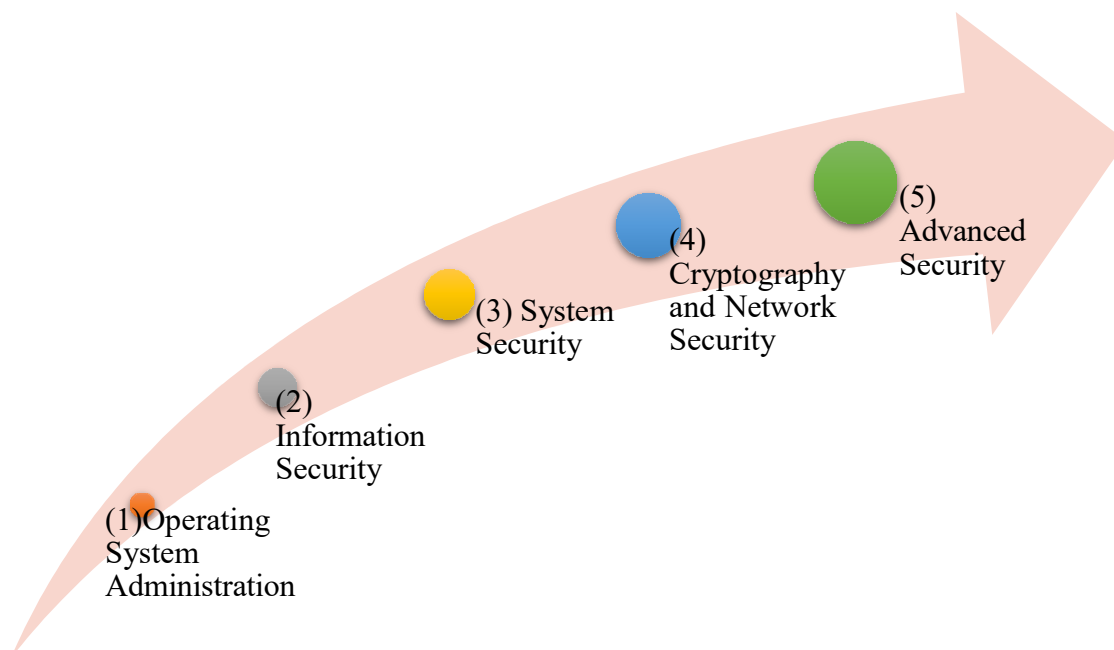 (1)Operating
System
Administration
(2)
Information
Security
(3) System
Security
(4)
Cryptography
and Network
Security
(5)
Advanced
Security